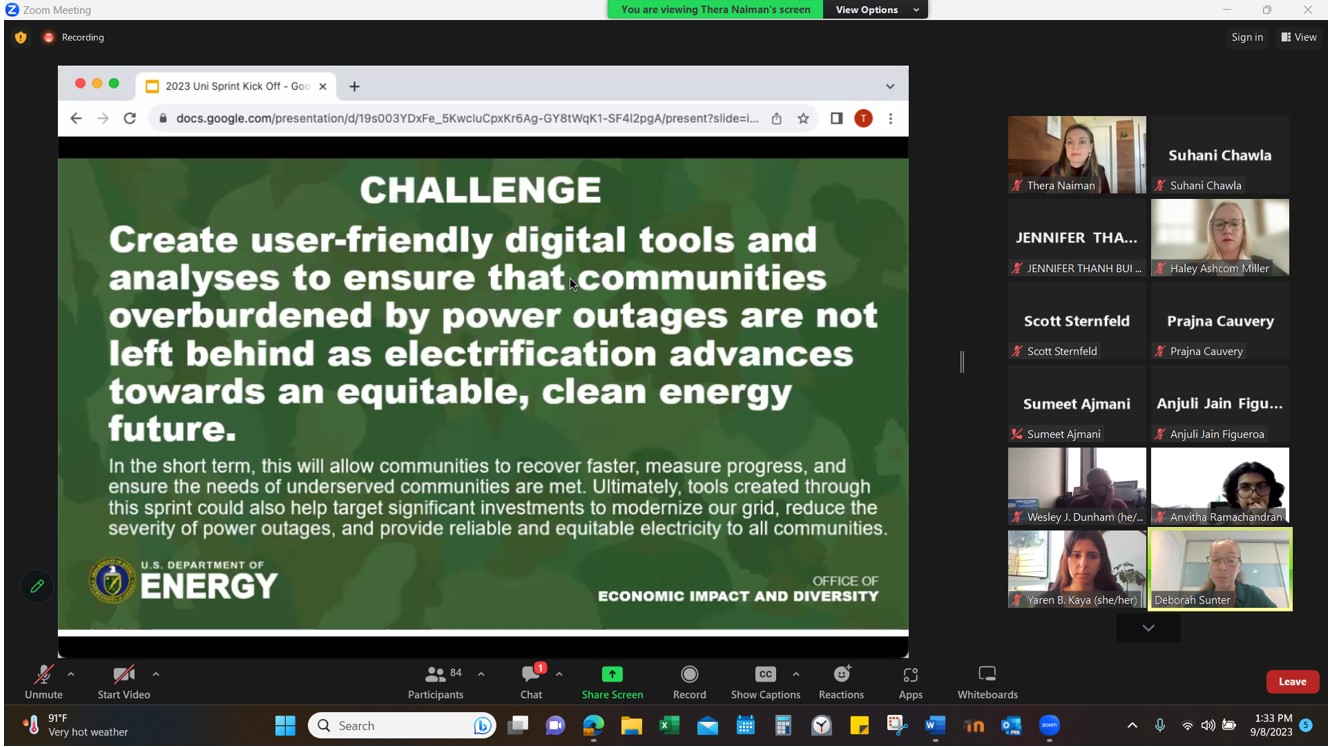 Zoom Meeting
You are viewing Thera Naiman's screen
View Options
Recording
Sign in
View
2023 Uni Sprint Kick Off - Goo
docs.google.com/presentation/d/19s003YDxFe_5KwcluCpxKr6Ag-GY8tWqK1-SF4I2pgA/present?slide=i...
T
CHALLENGE
Create user-friendly digital tools and
analyses to ensure that communities
overburdened by power outages are not
left behind as electrification advances
towards an equitable, clean energy
future.
In the short term, this will allow communities to recover faster, measure progress, and
ensure the needs of underserved communities are met. Ultimately, tools created through
this sprint could also help target significant investments to modernize our grid, reduce the
severity of power outages, and provide reliable and equitable electricity to all communities.
U.S. DEPARTMENT OF
ENERGY
OFFICE OF
ECONOMIC IMPACT AND DIVERSITY
Thera Naiman
Suhani Chawla
Suhani Chawla
JENNIFER THA...
JENNIFER THANH BUI ...
Haley Ashcom Miller
Scott Sternfeld
Scott Sternfeld
Prajna Cauvery
Prajna Cauvery
Sumeet Ajmani
Sumeet Ajmani
Anjuli Jain Figu...
Anjuli Jain Figueroa
Wesley J. Dunham (he/...
Anvitha Ramachandran
Yaren B. Kaya (she/her)
Deborah Sunter
Unmute
Start Video
84
Participants
1
Chat
Share Screen
Record
CC
Show Captions
Reactions
Apps
Whiteboards
Leave
91°F
Very hot weather
Search
1:33 PM
9/8/2023
5